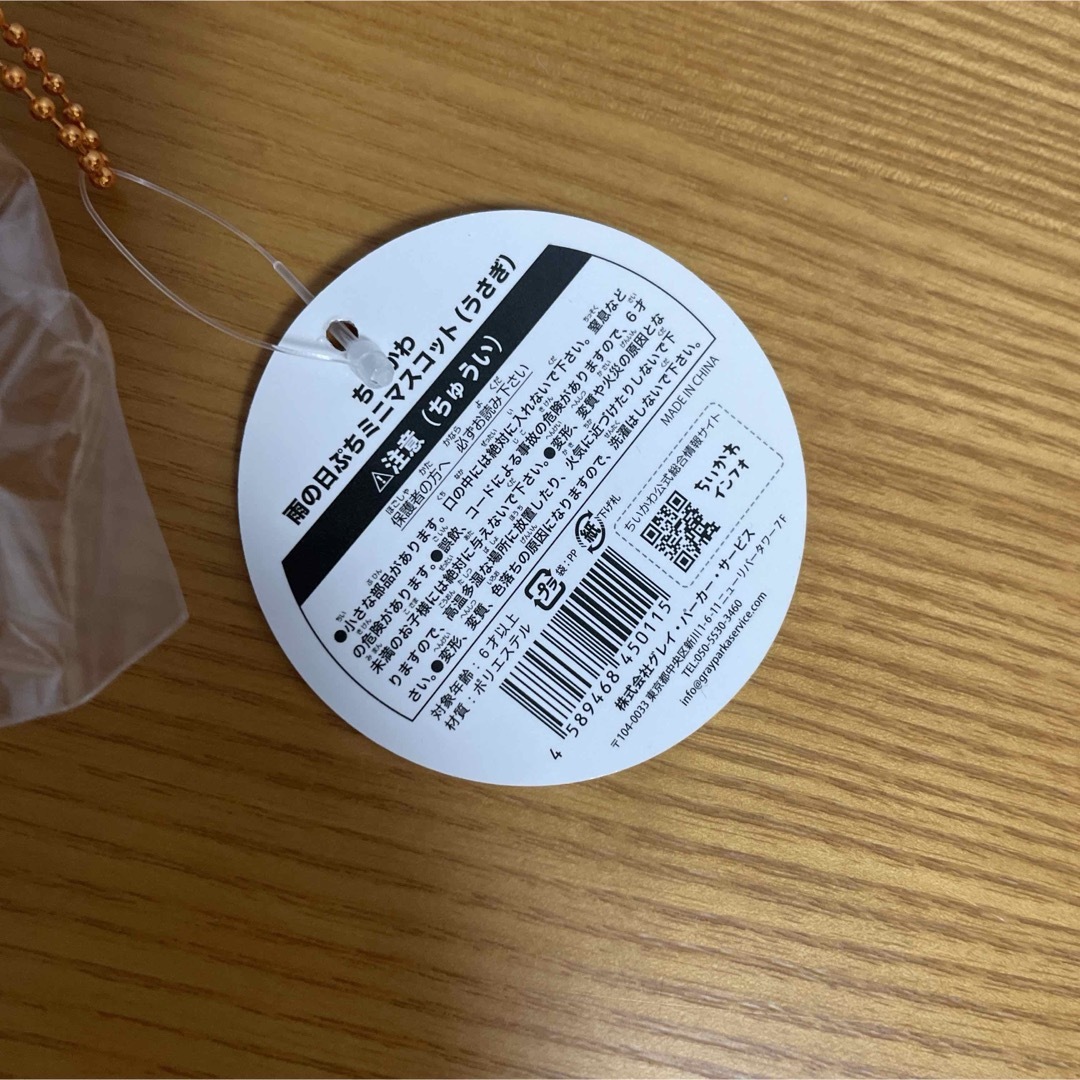 ち かわ
雨の日ぷちミニマスコット(うさぎ)
⚠注意(ちゅうい)
保護者の方へ 必ずお読み下さい
●小さな部品があります。口の中には絶対に入れないで下さい。窒息など
の危険があります。●誤飲、コードによる事故の危険がありますので、6才
未満のお子様には絶対に与えないで下さい。●変形、変質や火災の原因とな
りますので、高温多湿な場所に放置したり、火気に近づけたりしないで下
さい。●変形、変質、色落ちの原因になりますので、洗濯はしないで下さい。
対象年齢:6才以上
材質:ポリエステル
プラ 袋:PP 紙 下げ札
MADE IN CHINA
4 589468 450115
ちいかわ公式総合情報サイト
ちいかわ
インフォ
株式会社グレイ・パーカー・サービス
〒104-0033 東京都中央区新川1-6-11ニューリバータワー7F
TEL.050-5530-3460
info@grayparkaservice.com